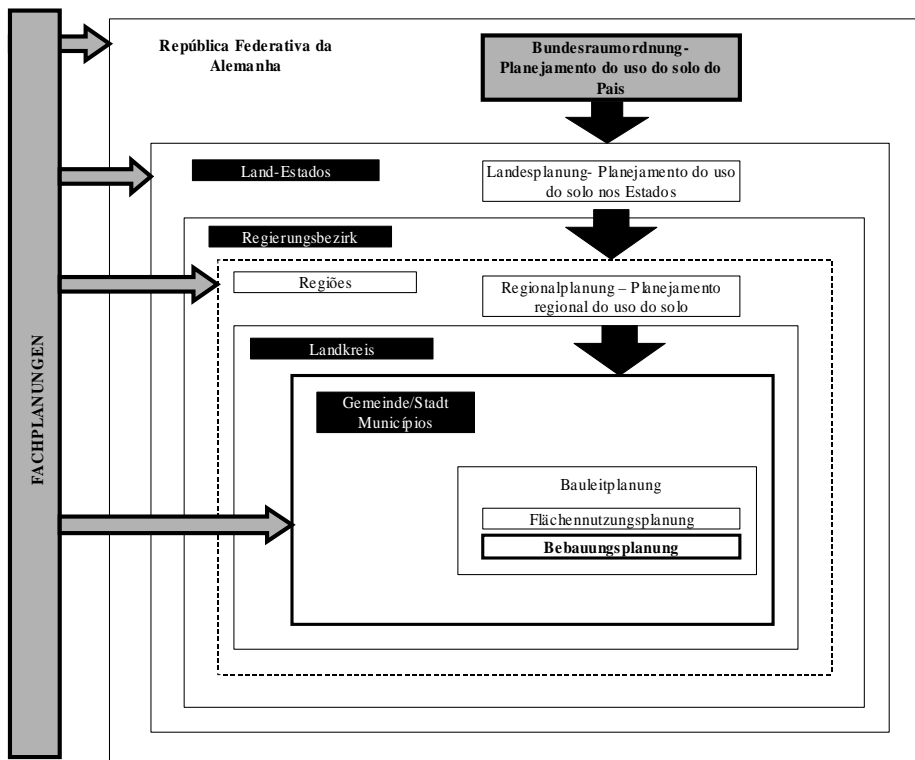 República Federativa da
Alemanha
Bundesraumordnung-
Planejamento do uso do solo do
Pais
Land-Estados
Landesplanung- Planejamento do uso
do solo nos Estados
Regierungsbezirk
Regiões
Regionalplanung – Planejamento
regional do uso do solo
Landkreis
Gemeinde/Stadt
Municípios
Bauleitplanung
Flächennutzungsplanung
Bebauungsplanung
FACHPLANUNGEN